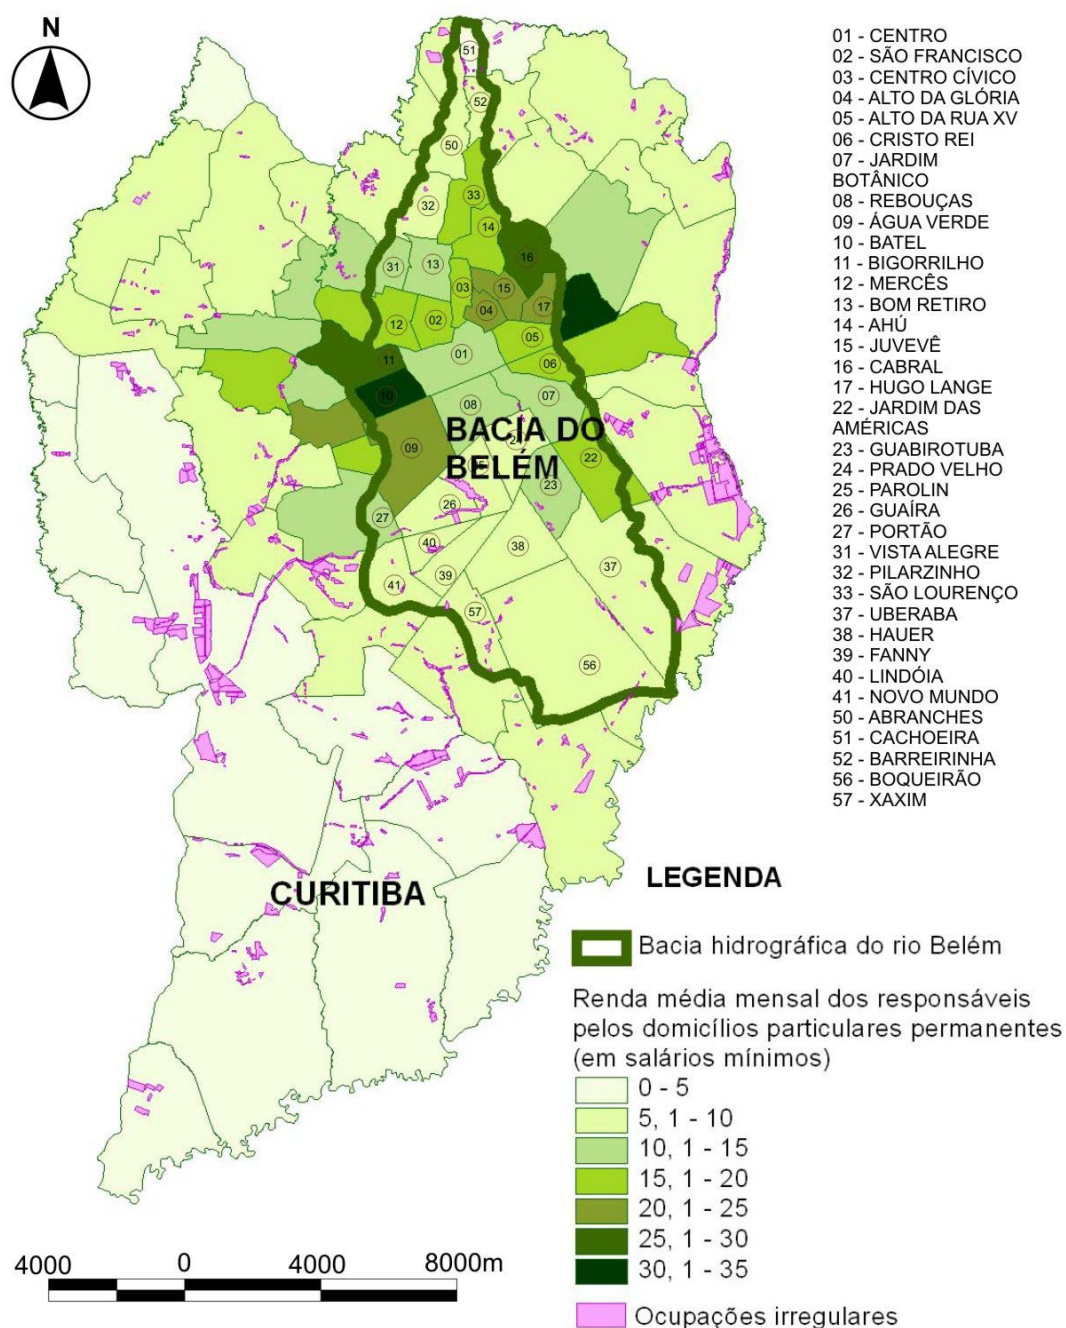 N
01 - CENTRO
02 - SÃO FRANCISCO
03 - CENTRO CÍVICO
04 - ALTO DA GLÓRIA
05 - ALTO DA RUA XV
06 - CRISTO REI
07 - JARDIM
BOTÂNICO
08 - REBOUÇAS
09 - ÁGUA VERDE
10 - BATEL
11 - BIGORRILHO
12 - MERCÊS
13 - BOM RETIRO
14 - AHÚ
15 - JUVEVÊ
16 - CABRAL
17 - HUGO LANGE
22 - JARDIM DAS
AMÉRICAS
23 - GUABIROTUBA
24 - PRADO VELHO
25 - PAROLIN
26 - GUAÍRA
27 - PORTÃO
31 - VISTA ALEGRE
32 - PILARZINHO
33 - SÃO LOURENÇO
37 - UBERABA
38 - HAUER
39 - FANNY
40 - LINDÓIA
41 - NOVO MUNDO
50 - ABRANCHES
51 - CACHOEIRA
52 - BARREIRINHA
56 - BOQUEIRÃO
57 - XAXIM
51
52
50
33
32
14
16
31
13
03
15
17
04
12
02
05
01
11
06
10
07
08
BACIA DO
BELÉM
09
22
23
26
27
40
38
37
39
41
57
56
CURITIBA
LEGENDA
Bacia hidrográfica do rio Belém
Renda média mensal dos responsáveis
pelos domicílios particulares permanentes
(em salários mínimos)
0 - 5
5, 1 - 10
10, 1 - 15
15, 1 - 20
20, 1 - 25
25, 1 - 30
30, 1 - 35
Ocupações irregulares
4000 0 4000 8000m